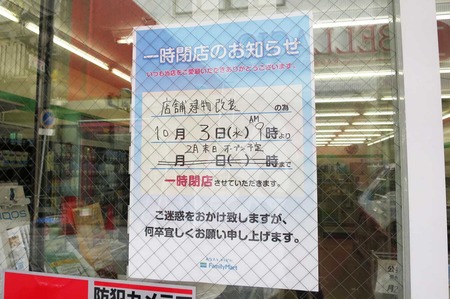 一時閉店のお知らせ
いつも当店をご愛顧いただきありがとうございます。
店舗建物改装 の為
10月 3日(水) AM9時より
2月末日 オープン予定
月 日( ) 時まで
一時閉店させていただきます。
ご迷惑をおかけ致しますが、
何卒宜しくお願い申し上げます。
FamilyMart
IQOS
BELL
防犯カメラ